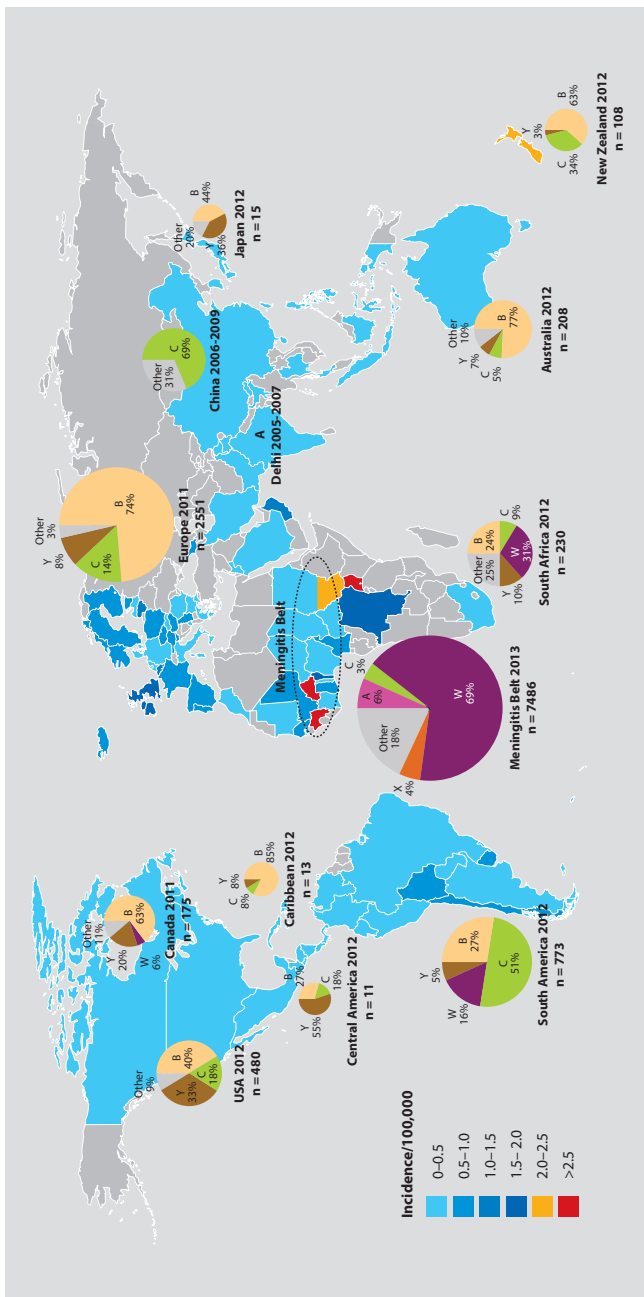 Canada 2011
n = 175
Other
11%
Y
20%
W
6%
B
63%
USA 2012
n = 480
Other
9%
Y
33%
B
40%
C
18%
Caribbean 2012
n = 13
Y
8%
C
8%
B
85%
Central America 2012
n = 11
B
27%
C
18%
Y
55%
South America 2012
n = 773
Y
5%
B
27%
W
16%
C
51%
Europe 2011
n = 2551
Other
3%
Y
8%
C
14%
B
74%
Meningitis Belt
Meningitis Belt 2013
n = 7486
A
6%
C
3%
Other
18%
X
4%
W
69%
South Africa 2012
n = 230
Other
25%
B
24%
C
9%
W
31%
Y
10%
China 2006-2009
Other
31%
C
69%
A
Delhi 2005-2007
Japan 2012
n = 15
Other
20%
B
44%
Y
36%
Australia 2012
n = 208
Other
10%
Y
7%
C
5%
B
77%
New Zealand 2012
n = 108
Y
3%
B
63%
C
34%
Incidence/100,000
0–0.5
0.5–1.0
1.0–1.5
1.5– 2.0
2.0–2.5
>2.5